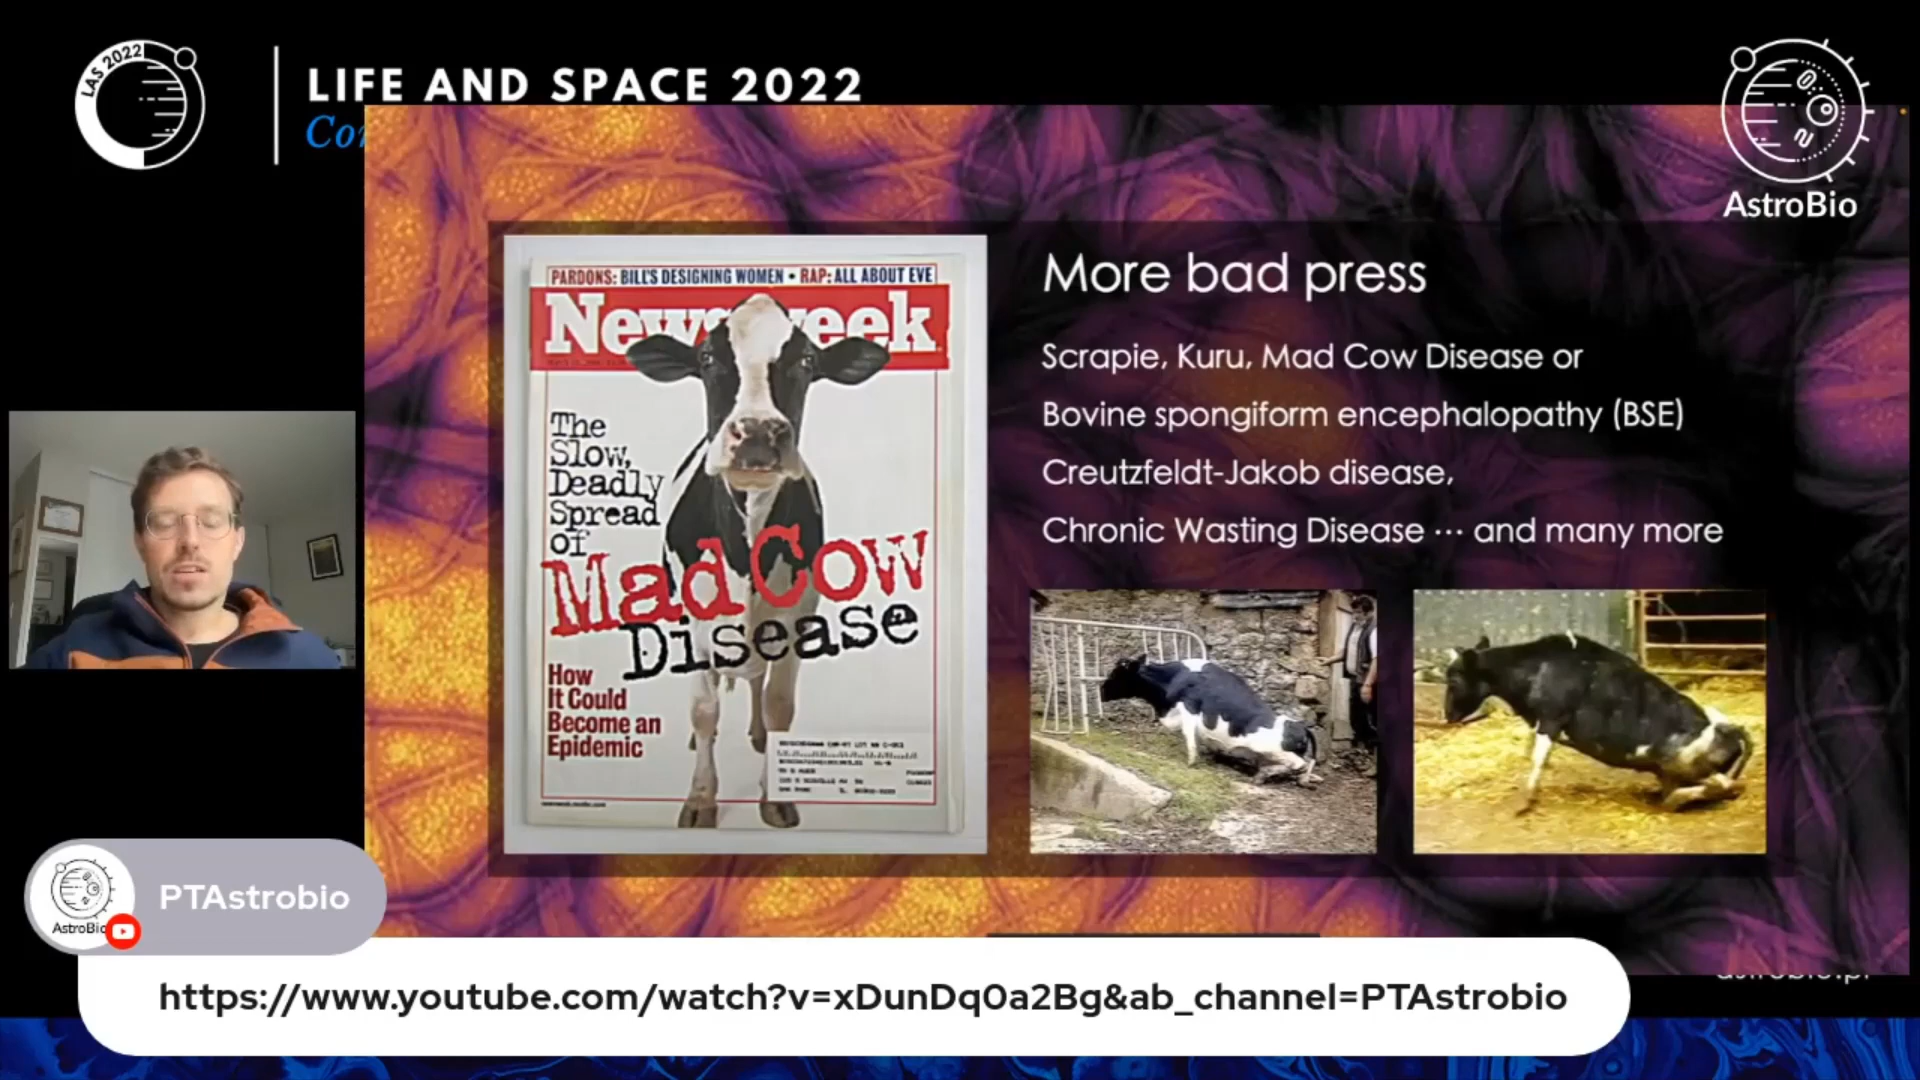 LAS 2022
LIFE AND SPACE 2022
AstroBio
PARDONS: BILL'S DESIGNING WOMEN • RAP: ALL ABOUT EVE
Newsweek
The
Slow,
Deadly
Spread
of
Mad Cow
Disease
How
It Could
Become an
Epidemic
More bad press
Scrapie, Kuru, Mad Cow Disease or
Bovine spongiform encephalopathy (BSE)
Creutzfeldt-Jakob disease,
Chronic Wasting Disease ... and many more
AstroBio
PTAstrobio
https://www.youtube.com/watch?v=xDunDq0a2Bg&ab_channel=PTAstrobio